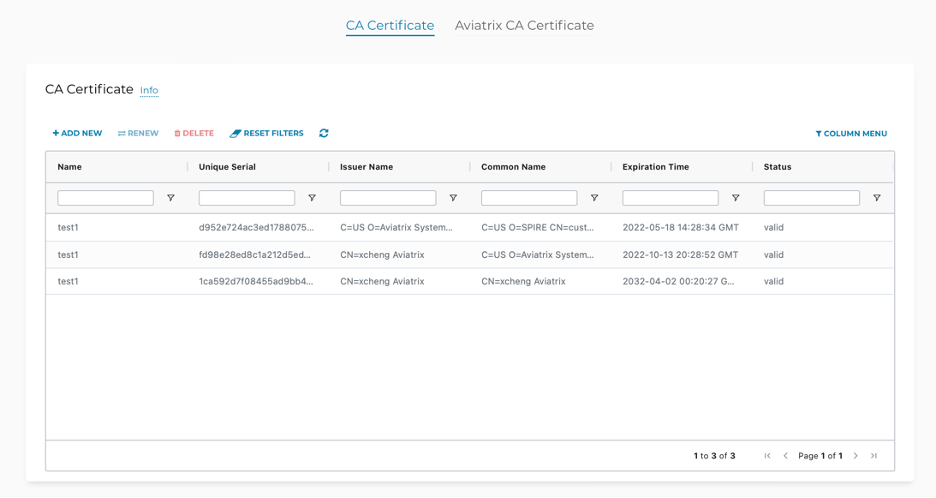 CA Certificate Aviatrix CA Certificate
CA Certificate Info
ADD NEW RENEW DELETE RESET FILTERS COLUMN MENU
Name Unique Serial Issuer Name Common Name Expiration Time Status
test1 d952e724ac3ed1788075... C=US O=Aviatrix System... C=US O=SPIRE CN=cust... 2022-05-18 14:28:34 GMT valid
test1 fd98e28ed8c1a212d5ed... CN=xcheng Aviatrix C=US O=Aviatrix System... 2022-10-13 20:28:52 GMT valid
test1 1ca592d7f08455ad9bb4... CN=xcheng Aviatrix CN=xcheng Aviatrix 2032-04-02 00:20:27 G... valid
1 to 3 of 3 Page 1 of 1